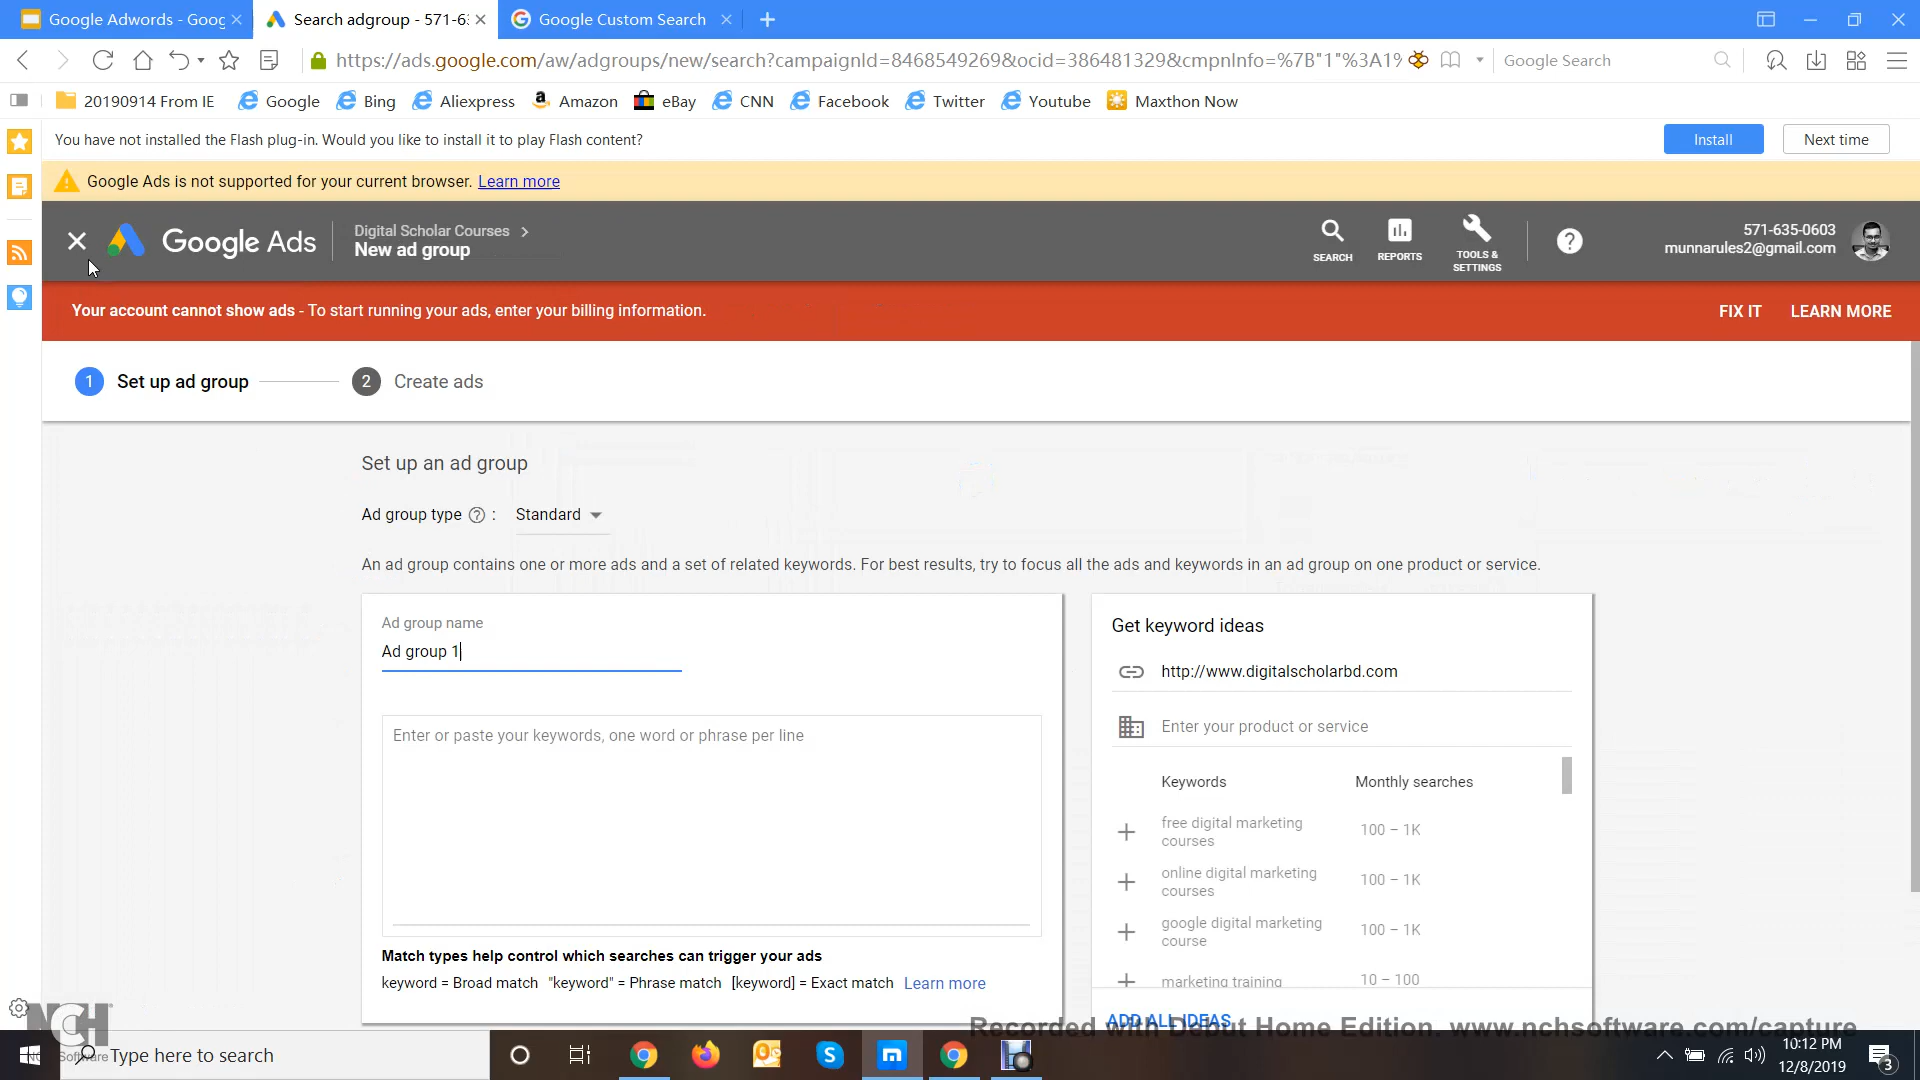 Google Adwords - Goog
Search adgroup - 571-63
Google Custom Search
https://ads.google.com/aw/adgroups/new/search?campaignId=8468549269&ocid=386481329&cmpnInfo=%7B"1"%3A1%
Google Search
20190914 From IE
Google
Bing
Aliexpress
Amazon
eBay
CNN
Facebook
Twitter
Youtube
Maxthon Now
You have not installed the Flash plug-in. Would you like to install it to play Flash content?
Install
Next time
Google Ads is not supported for your current browser. Learn more
Google Ads
Digital Scholar Courses
New ad group
SEARCH
REPORTS
TOOLS &
SETTINGS
571-635-0603
munnarules2@gmail.com
Your account cannot show ads - To start running your ads, enter your billing information.
FIX IT
LEARN MORE
1 Set up ad group
2 Create ads
Set up an ad group
Ad group type ? : Standard
An ad group contains one or more ads and a set of related keywords. For best results, try to focus all the ads and keywords in an ad group on one product or service.
Ad group name
Ad group 1
Enter or paste your keywords, one word or phrase per line
Match types help control which searches can trigger your ads
keyword = Broad match "keyword" = Phrase match [keyword] = Exact match Learn more
Get keyword ideas
http://www.digitalscholarbd.com
Enter your product or service
Keywords
Monthly searches
free digital marketing
courses
100 – 1K
online digital marketing
courses
100 – 1K
google digital marketing
course
100 – 1K
marketing training
10 – 100
ADD ALL IDEAS
Recorded with Debut Home Edition. www.nchsoftware.com/capture
NCH
Software
Type here to search
10:12 PM
12/8/2019
3